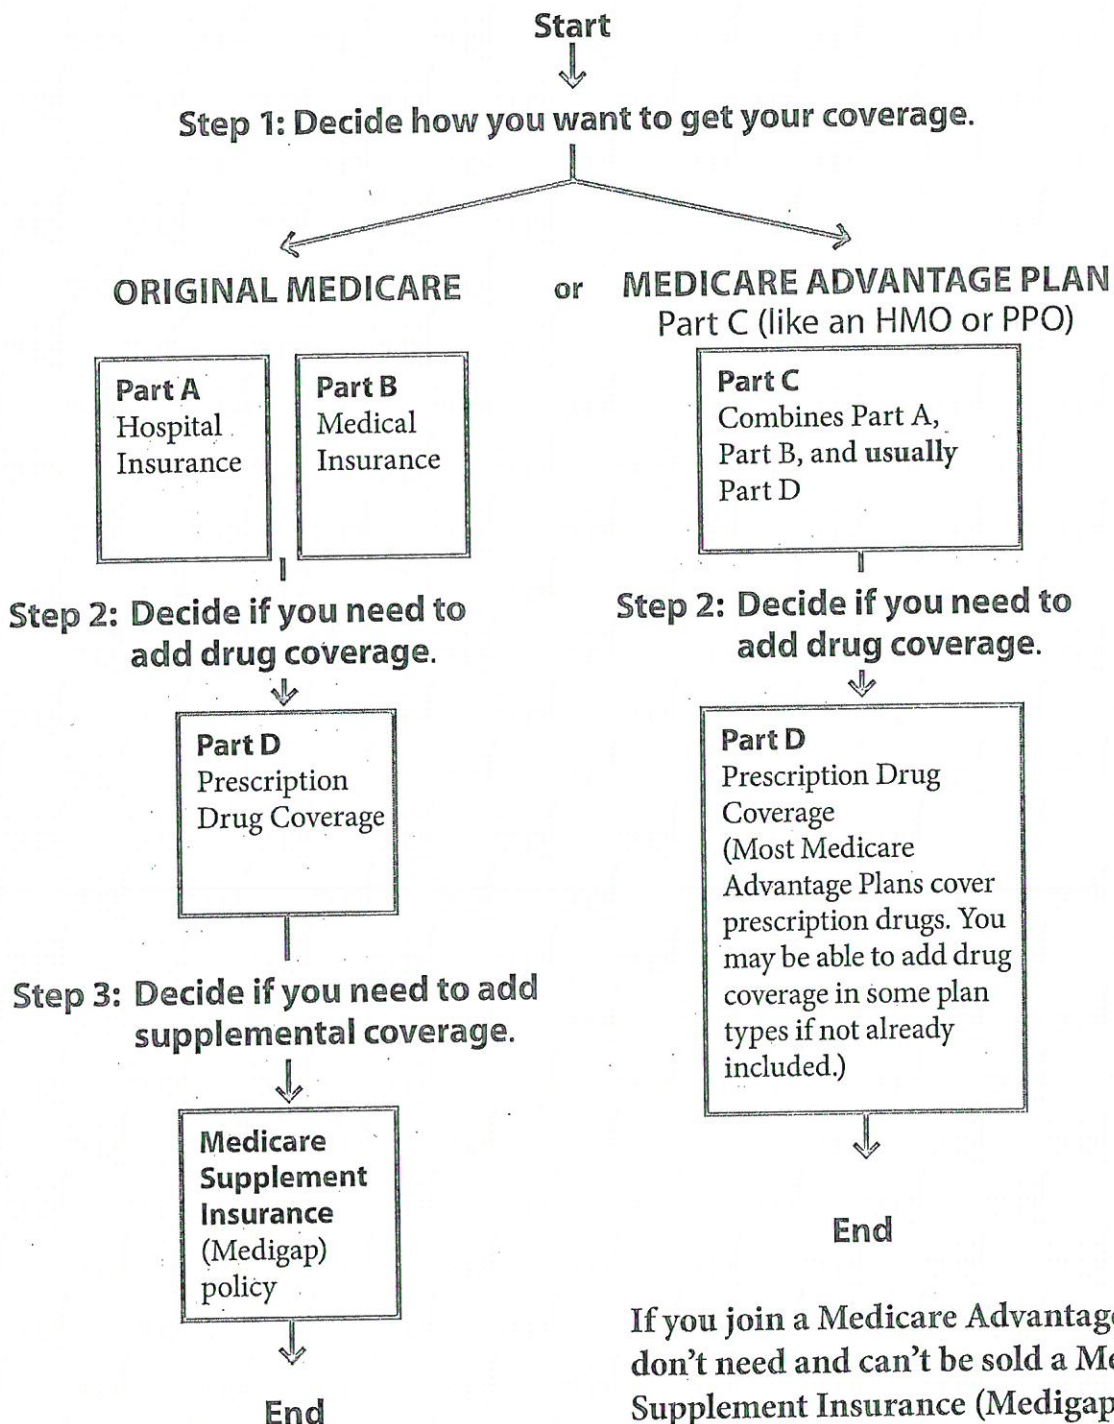 Start
Step 1: Decide how you want to get your coverage.
ORIGINAL MEDICARE or MEDICARE ADVANTAGE PLAN
Part C (like an HMO or PPO)
Part A
Hospital
Insurance
Part B
Medical
Insurance
Part C
Combines Part A,
Part B, and usually
Part D
Step 2: Decide if you need to
add drug coverage.
Part D
Prescription
Drug Coverage
Step 3: Decide if you need to add
supplemental coverage.
Medicare
Supplement
Insurance
(Medigap)
policy
End
Step 2: Decide if you need to
add drug coverage.
Part D
Prescription Drug
Coverage
(Most Medicare
Advantage Plans cover
prescription drugs. You
may be able to add drug
coverage in some plan
types if not already
included.)
End
If you join a Medicare Advantage
don't need and can't be sold a Me
Supplement Insurance (Medigap